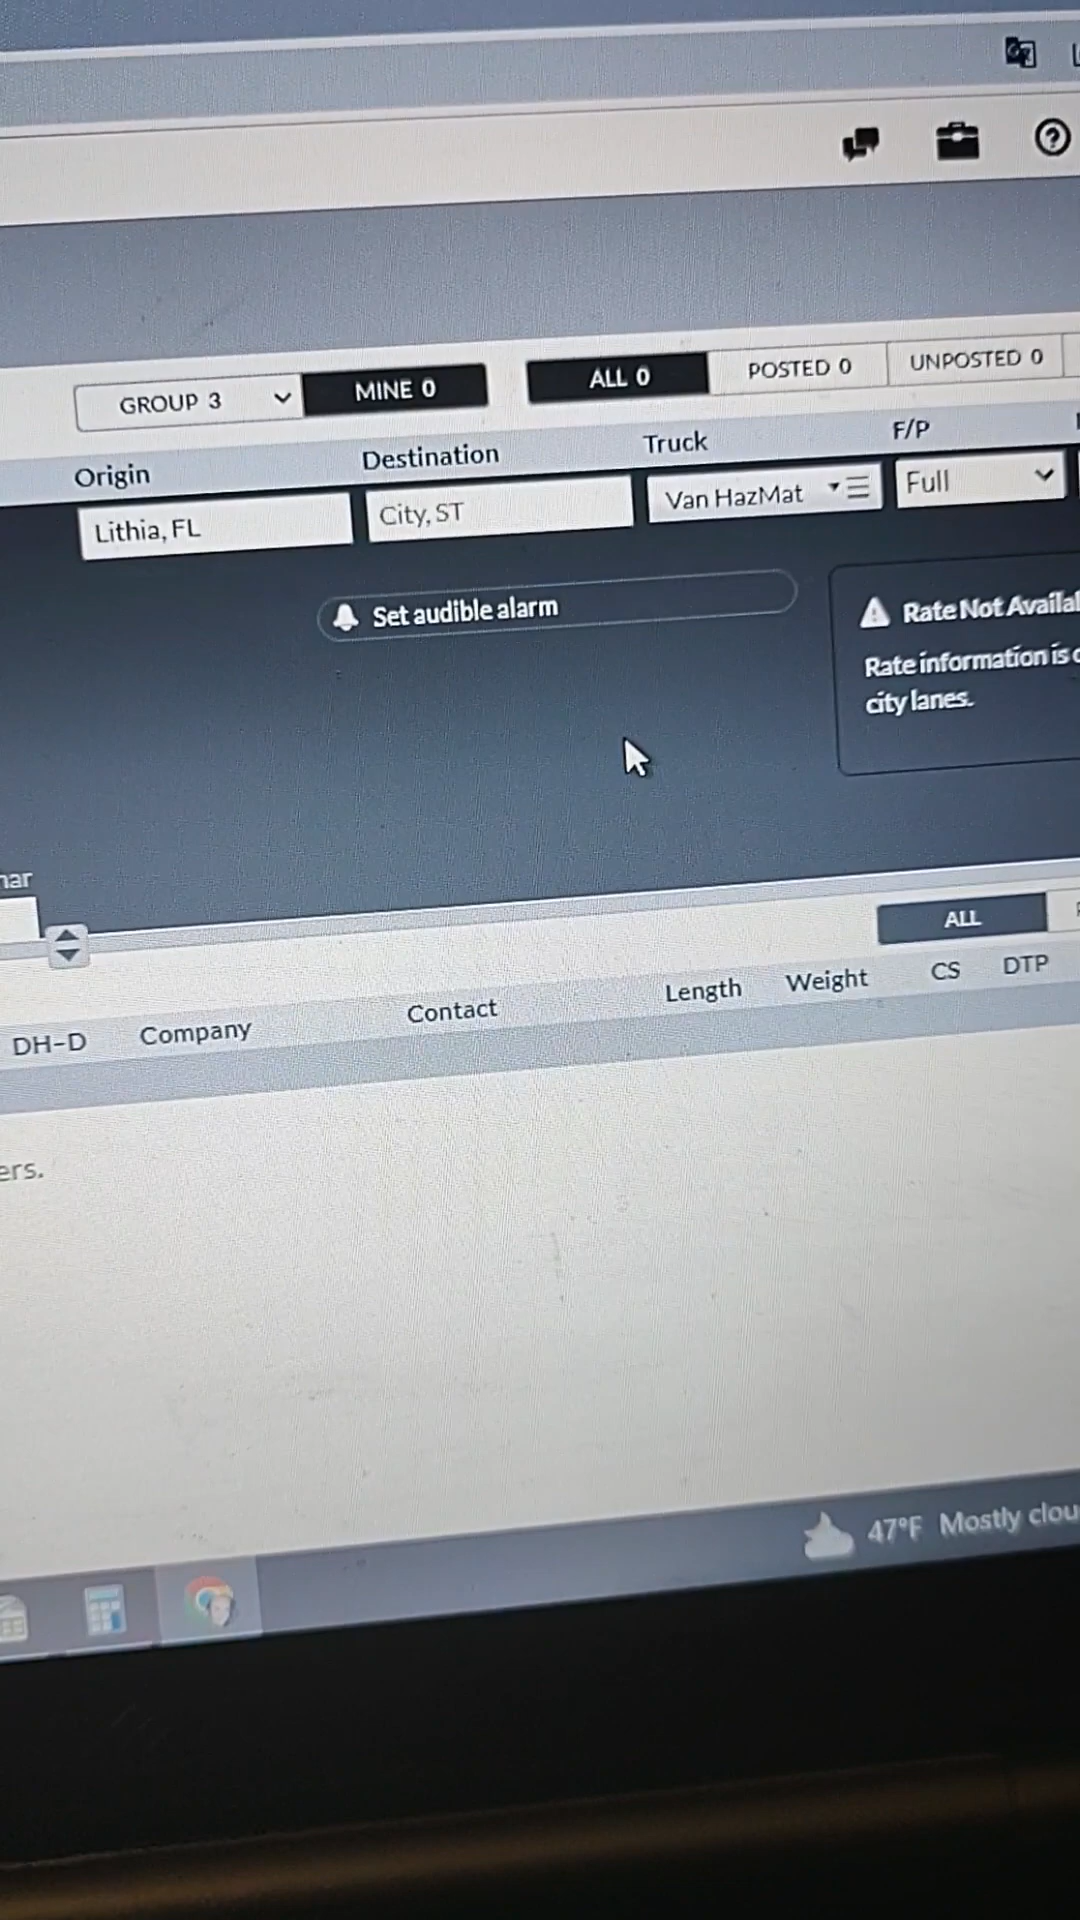 GROUP 3 MINE 0 ALL 0 POSTED 0 UNPOSTED 0
Origin Destination Truck F/P
Lithia, FL City, ST Van HazMat Full
Set audible alarm
Rate Not Availa
Rate information is
city lanes.
ALL
DH-D Company Contact Length Weight CS DTP
ers.
47°F Mostly clou